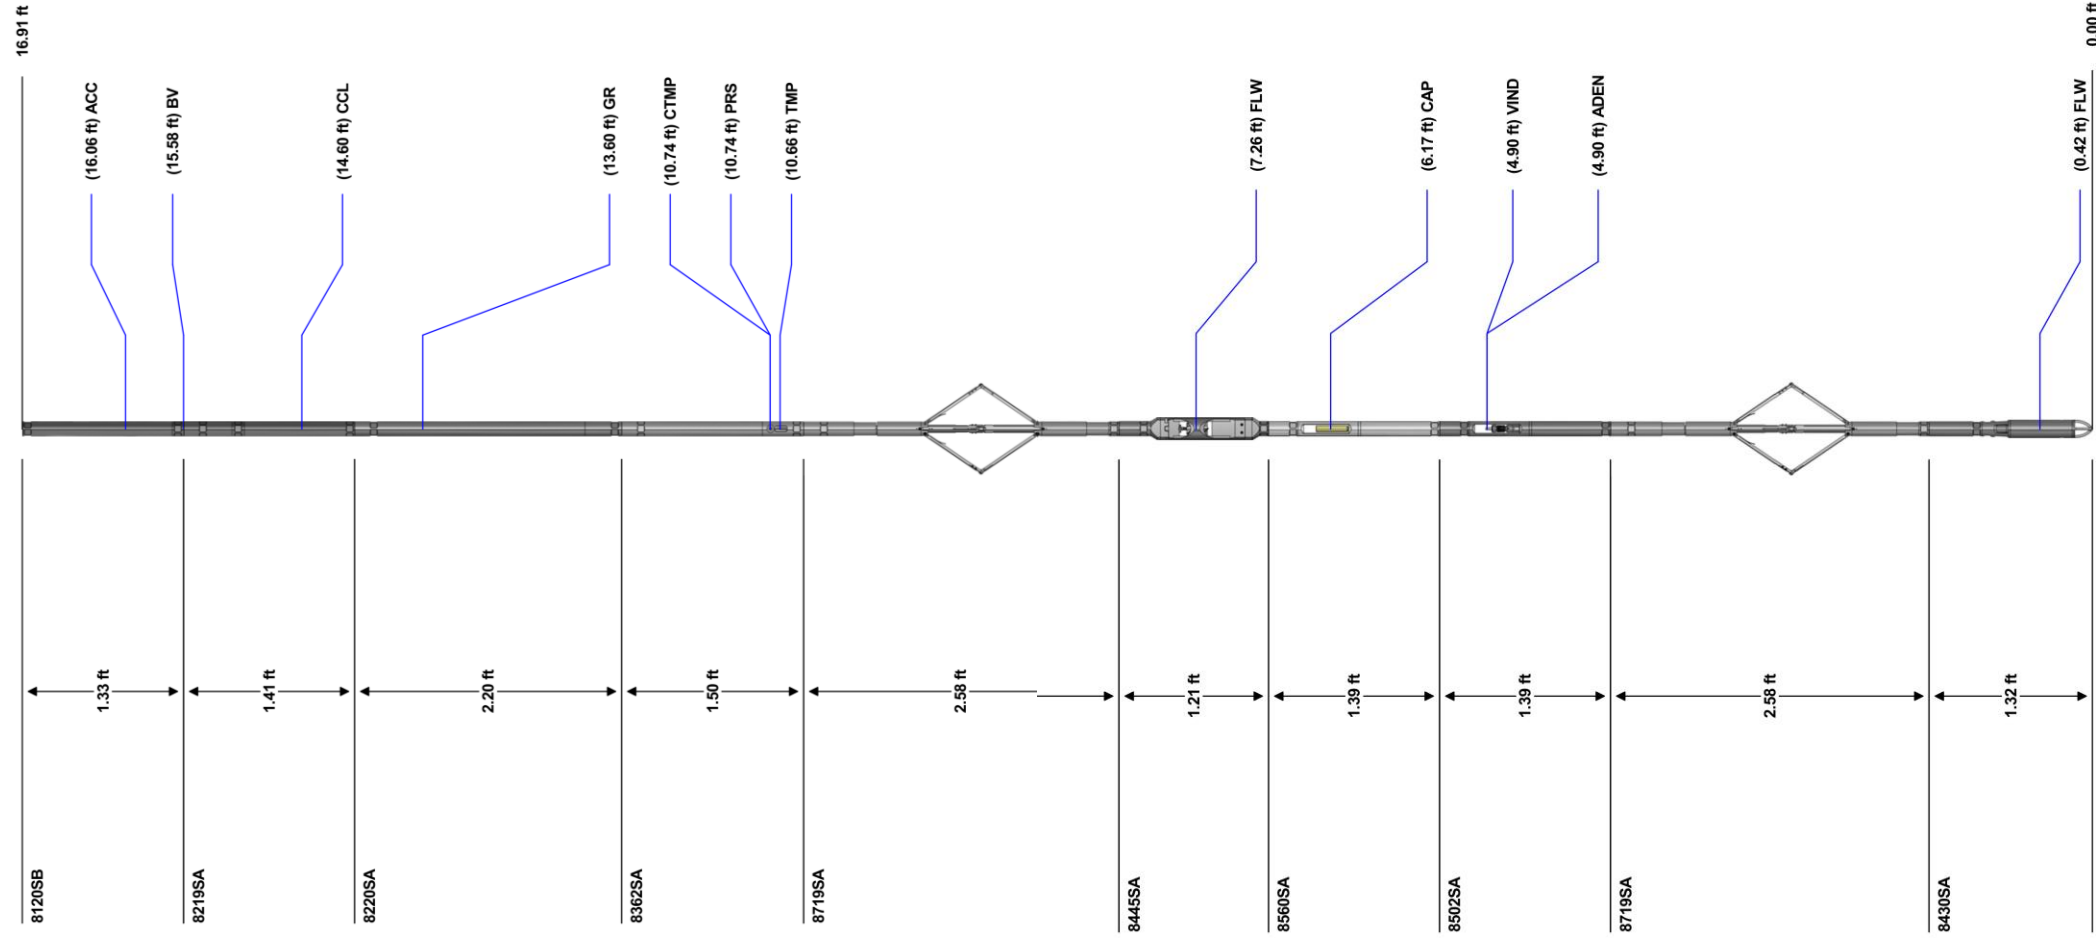 16.91 ft
0.00 ft
(16.06 ft) ACC
(15.58 ft) BV
(14.60 ft) CCL
(13.60 ft) GR
(10.74 ft) CTMP
(10.74 ft) PRS
(10.66 ft) TMP
(7.26 ft) FLW
(6.17 ft) CAP
(4.90 ft) VIND
(4.90 ft) ADEN
(0.42 ft) FLW
1.33 ft
1.41 ft
2.20 ft
1.50 ft
2.58 ft
1.21 ft
1.39 ft
1.39 ft
2.58 ft
1.32 ft
8120SB
8219SA
8220SA
8362SA
8719SA
8445SA
8560SA
8502SA
8719SA
8430SA